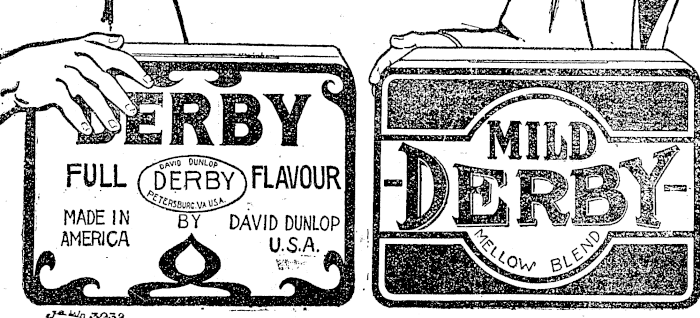 DERBY
FULL
DAVID DUNLOP
DERBY
PETERSBURG.VA U.S.A.
FLAVOUR
MADE IN
AMERICA
BY
DAVID DUNLOP
U.S.A.
MILD
-DERBY-
MELLOW BLEND